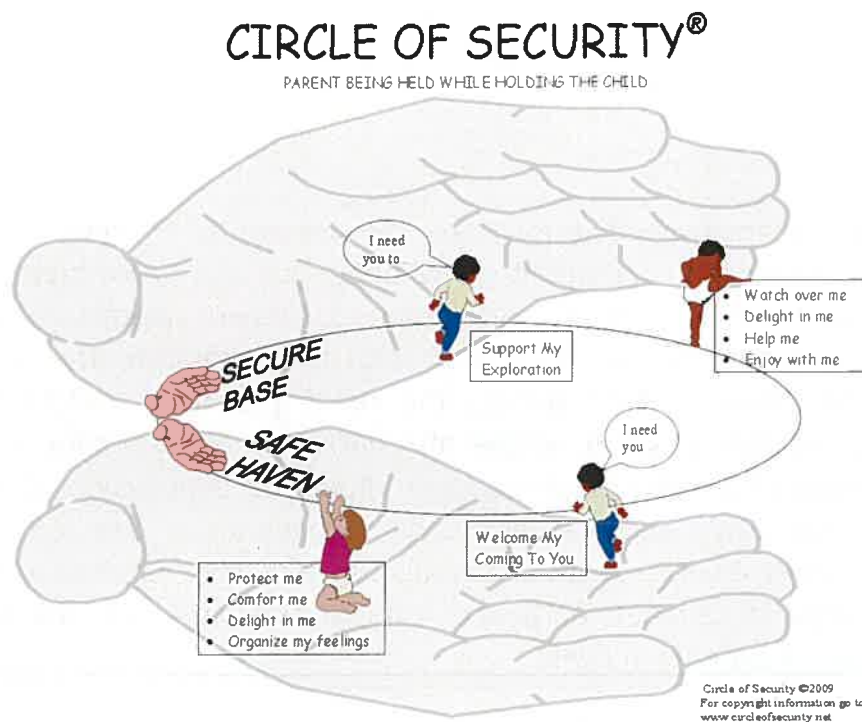 CIRCLE OF SECURITY®
PARENT BEING HELD WHILE HOLDING THE CHILD
I need
you to
Support My
Exploration
• Watch over me
• Delight in me
• Help me
• Enjoy with me
SECURE
BASE
SAFE
HAVEN
I need
you
Welcome My
Coming To You
• Protect me
• Comfort me
• Delight in me
• Organize my feelings
Circle of Security ©2009
For copyright information go to
www circleofsecurity net